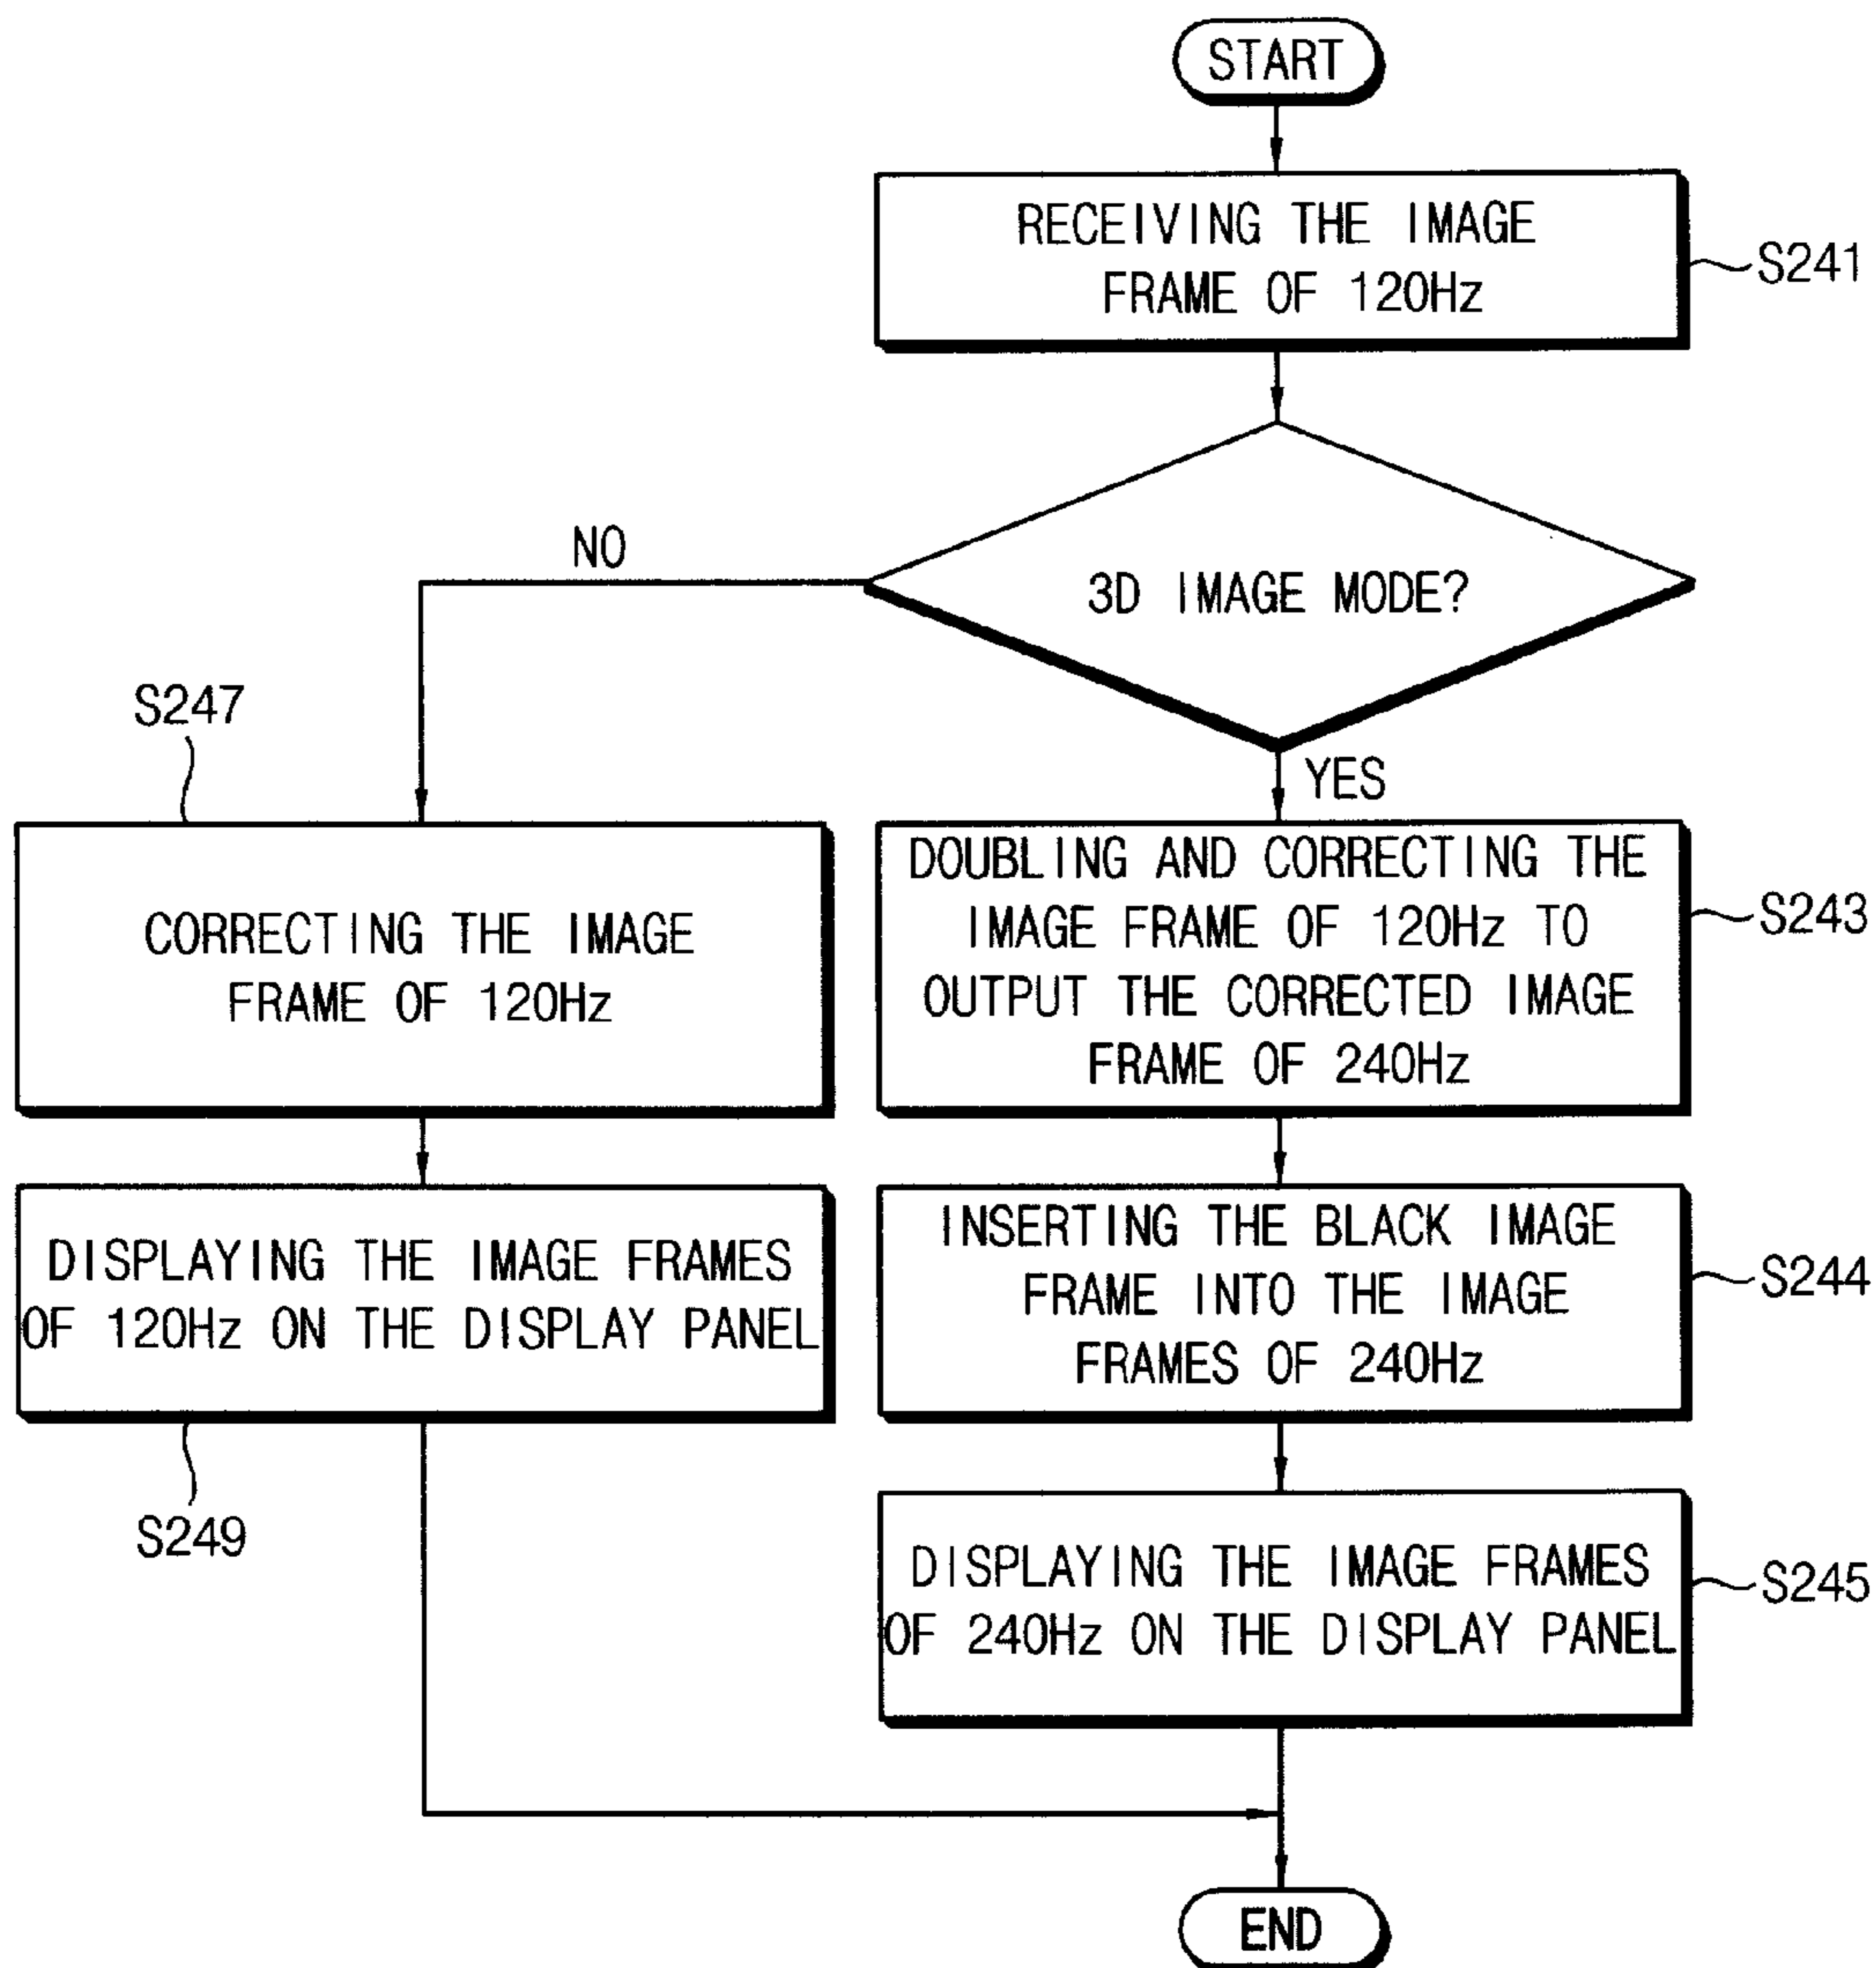 START
RECEIVING THE IMAGE
FRAME OF 120Hz
S241
3D IMAGE MODE?
NO
YES
S247
CORRECTING THE IMAGE
FRAME OF 120Hz
DOUBLING AND CORRECTING THE
IMAGE FRAME OF 120Hz TO
OUTPUT THE CORRECTED IMAGE
FRAME OF 240Hz
S243
DISPLAYING THE IMAGE FRAMES
OF 120Hz ON THE DISPLAY PANEL
S249
INSERTING THE BLACK IMAGE
FRAME INTO THE IMAGE
FRAMES OF 240Hz
S244
DISPLAYING THE IMAGE FRAMES
OF 240Hz ON THE DISPLAY PANEL
S245
END